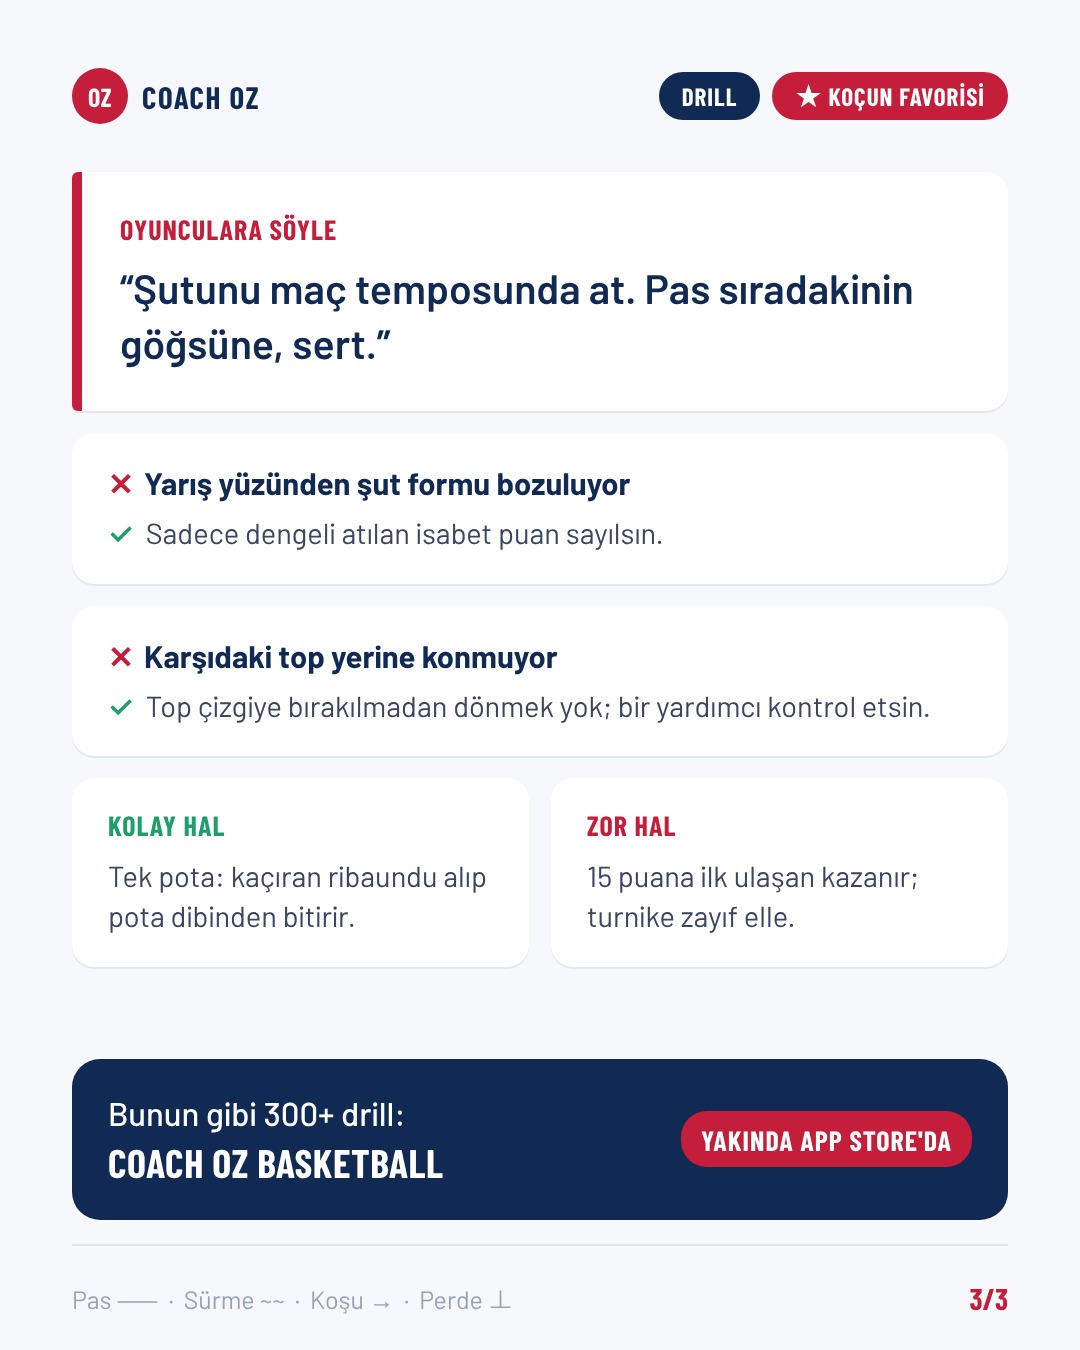 OZ COACH OZ
DRILL
★ KOÇUN FAVORİSİ
OYUNCULARA SÖYLE
“Şutunu maç temposunda at. Pas sıradakinin
göğsüne, sert.”
✕ Yarış yüzünden şut formu bozuluyor
✓ Sadece dengeli atılan isabet puan sayılsın.
✕ Karşıdaki top yerine konmuyor
✓ Top çizgiye bırakılmadan dönmek yok; bir yardımcı kontrol etsin.
KOLAY HAL
Tek pota: kaçıran ribaundu alıp
pota dibinden bitirir.
ZOR HAL
15 puana ilk ulaşan kazanır;
turnike zayıf elle.
Bunun gibi 300+ drill:
COACH OZ BASKETBALL
YAKINDA APP STORE'DA
Pas —— · Sürme ~~ · Koşu → · Perde ⊥
3/3